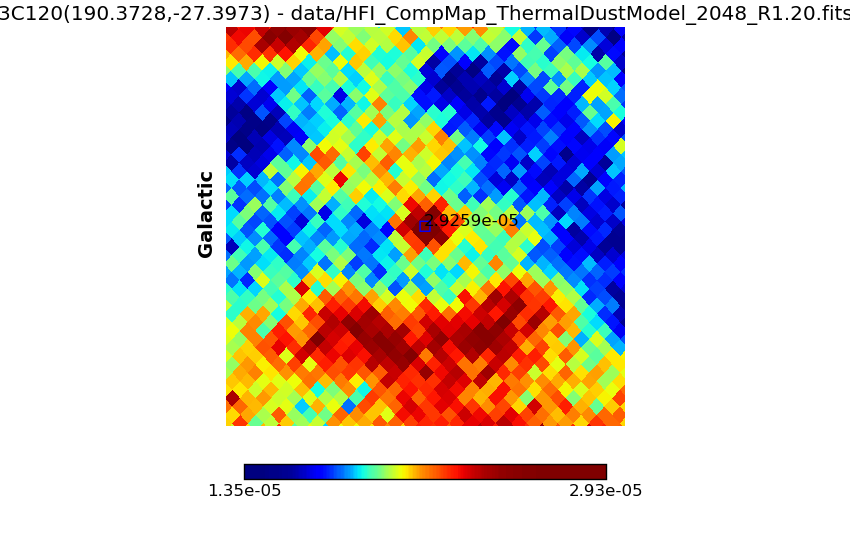 3C120(190.3728,-27.3973) - data/HFI_CompMap_ThermalDustModel_2048_R1.20.fits
Galactic
2.9259e-05
1.35e-05
2.93e-05